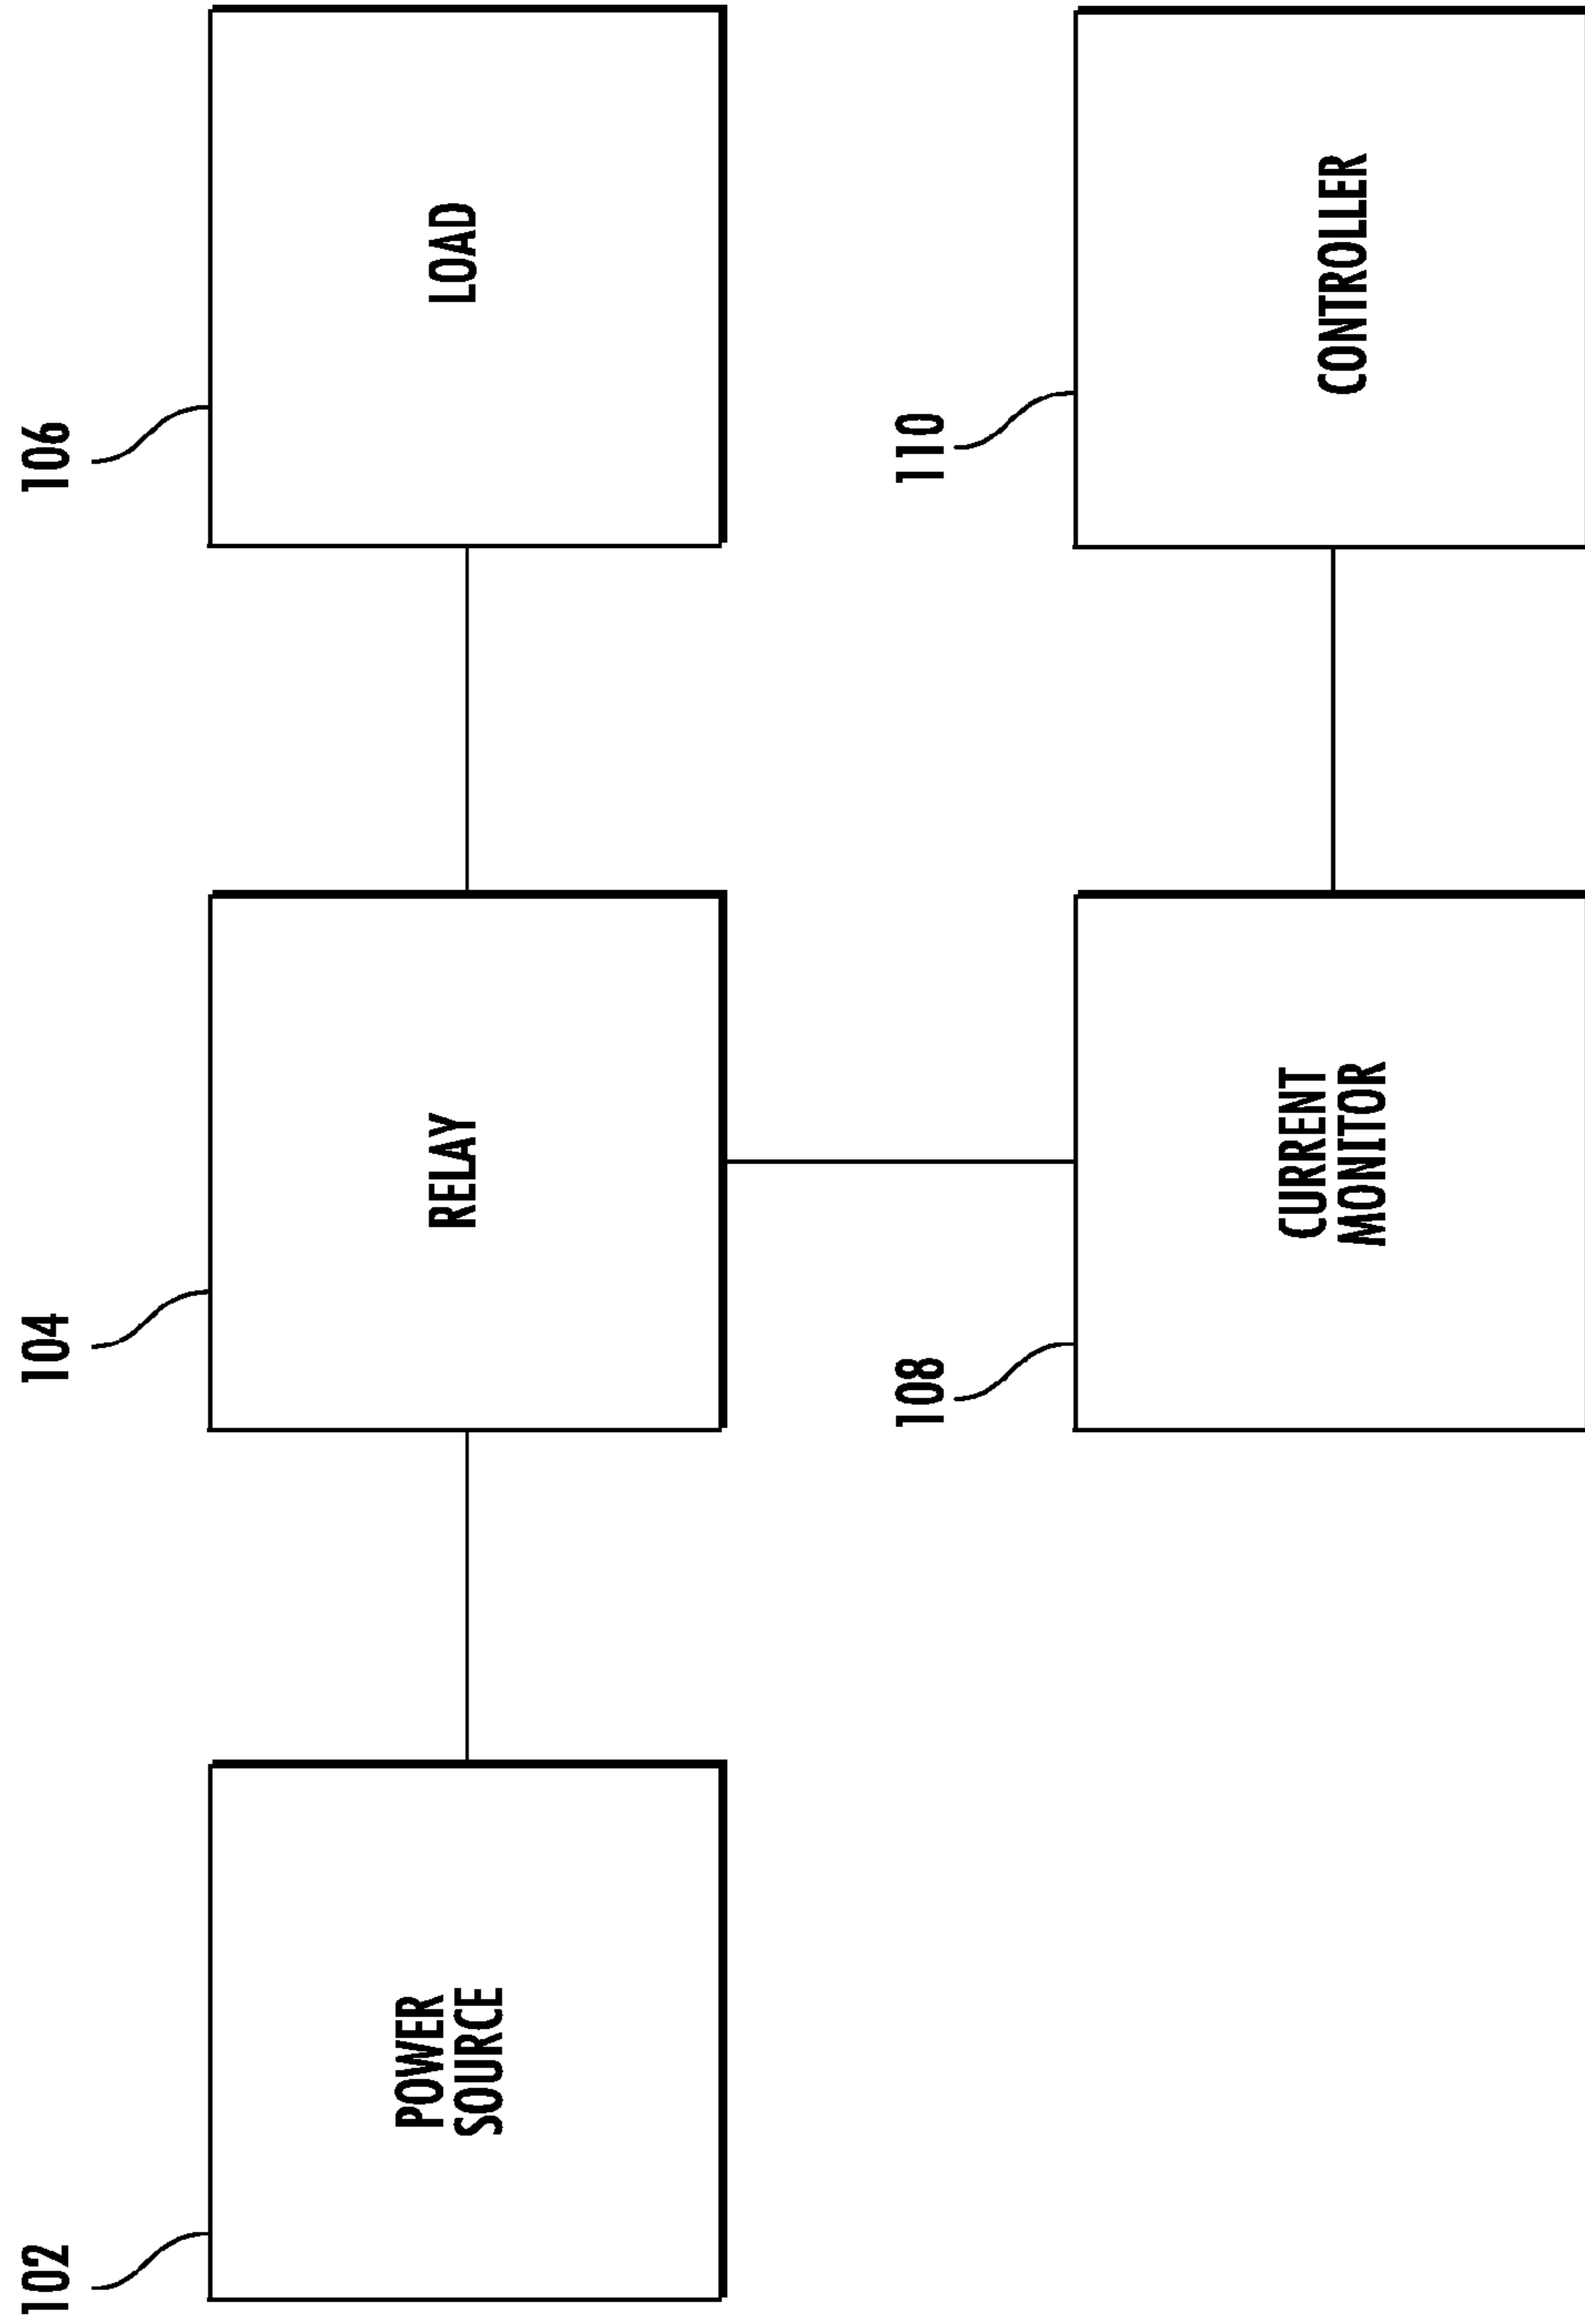 102
POWER
SOURCE
104
RELAY
106
LOAD
108
CURRENT
MONITOR
110
CONTROLLER